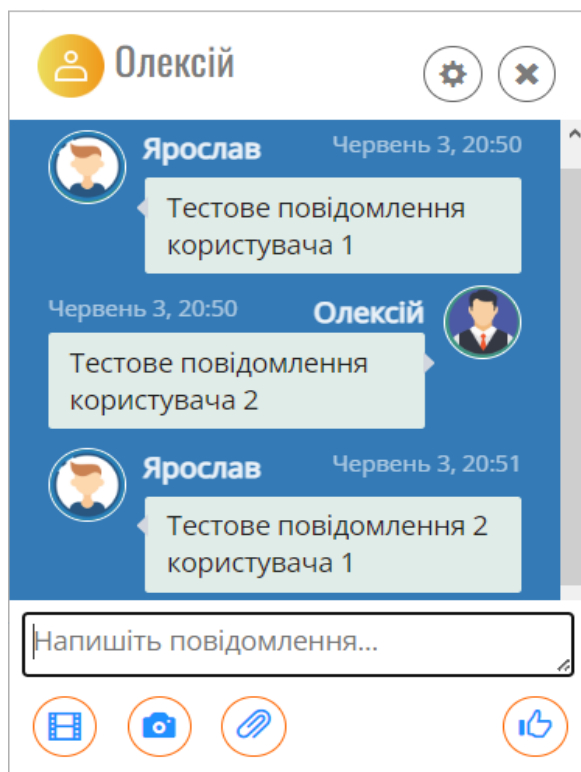 Олексій
Ярослав
Червень 3, 20:50
Тестове повідомлення
користувача 1
Червень 3, 20:50
Олексій
Тестове повідомлення
користувача 2
Ярослав
Червень 3, 20:51
Тестове повідомлення 2
користувача 1
Напишіть повідомлення...